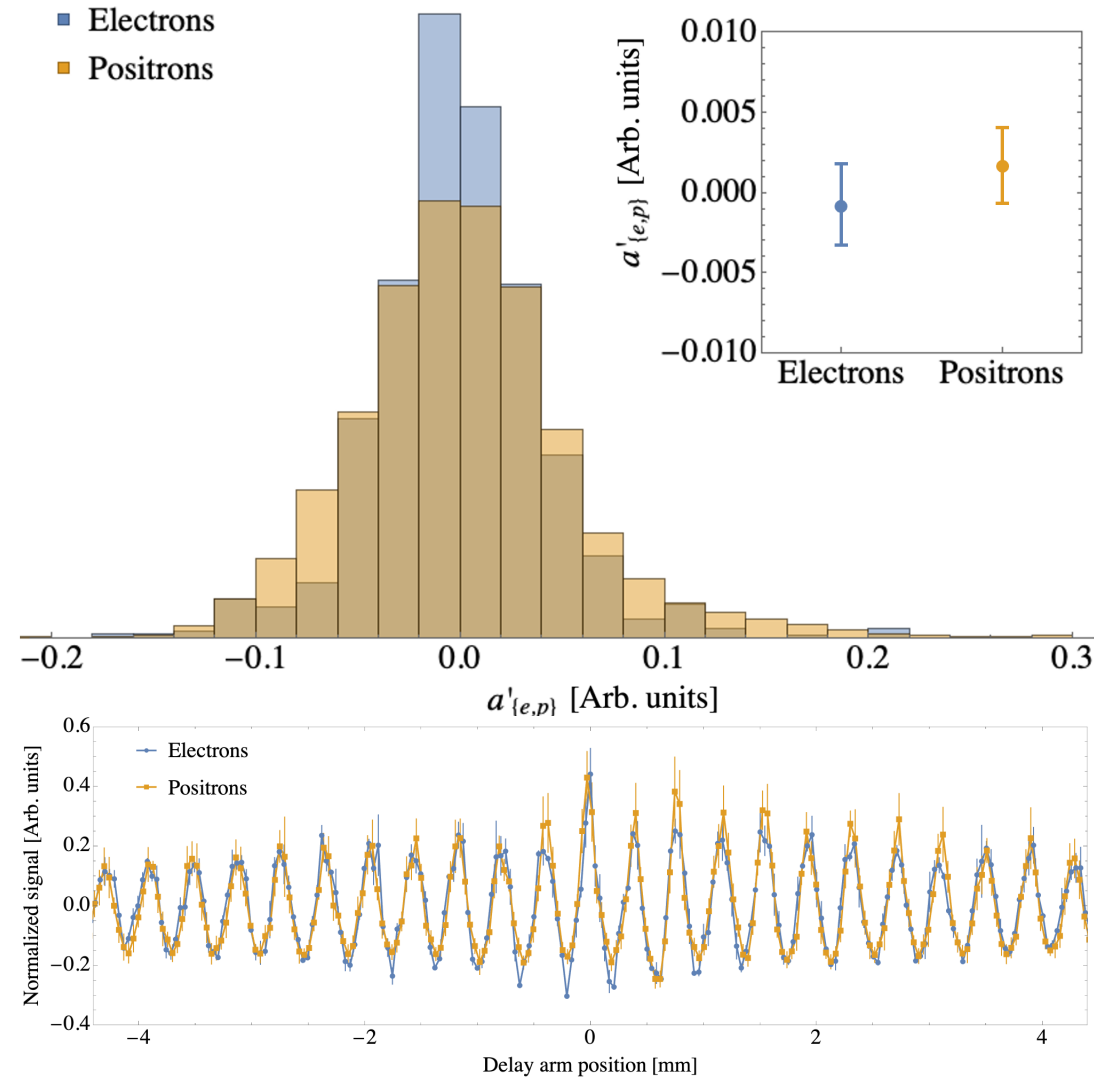 Electrons
Positrons
a'{e,p} [Arb. units]
0.010
0.005
0.000
−0.005
−0.010
Electrons Positrons
−0.2 −0.1 0.0 0.1 0.2 0.3
a'{e,p} [Arb. units]
Normalized signal [Arb. units]
0.6
0.4
0.2
0.0
−0.2
−0.4
Electrons
Positrons
−4 −2 0 2 4
Delay arm position [mm]